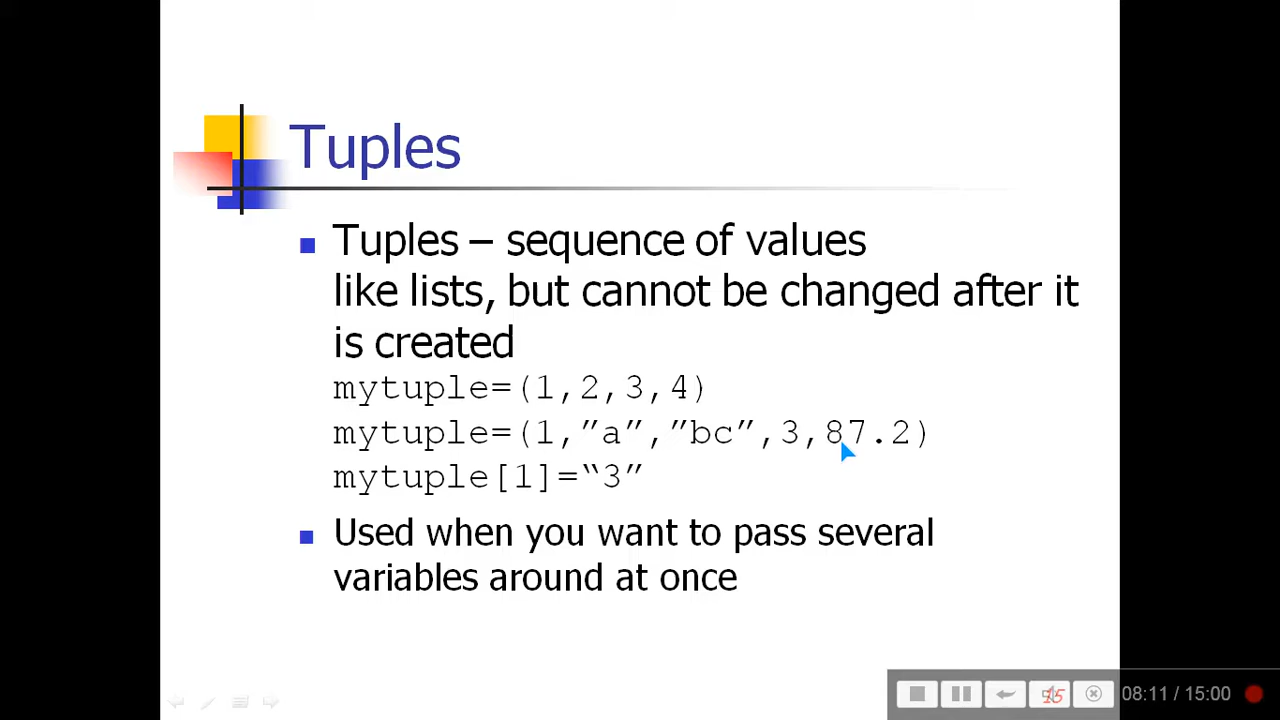 Tuples
Tuples – sequence of values
like lists, but cannot be changed after it
is created
mytuple=(1,2,3,4)
mytuple=(1,”a”,”bc”,3,87.2)
mytuple[1]=“3”
Used when you want to pass several
variables around at once
15
08:11 / 15:00